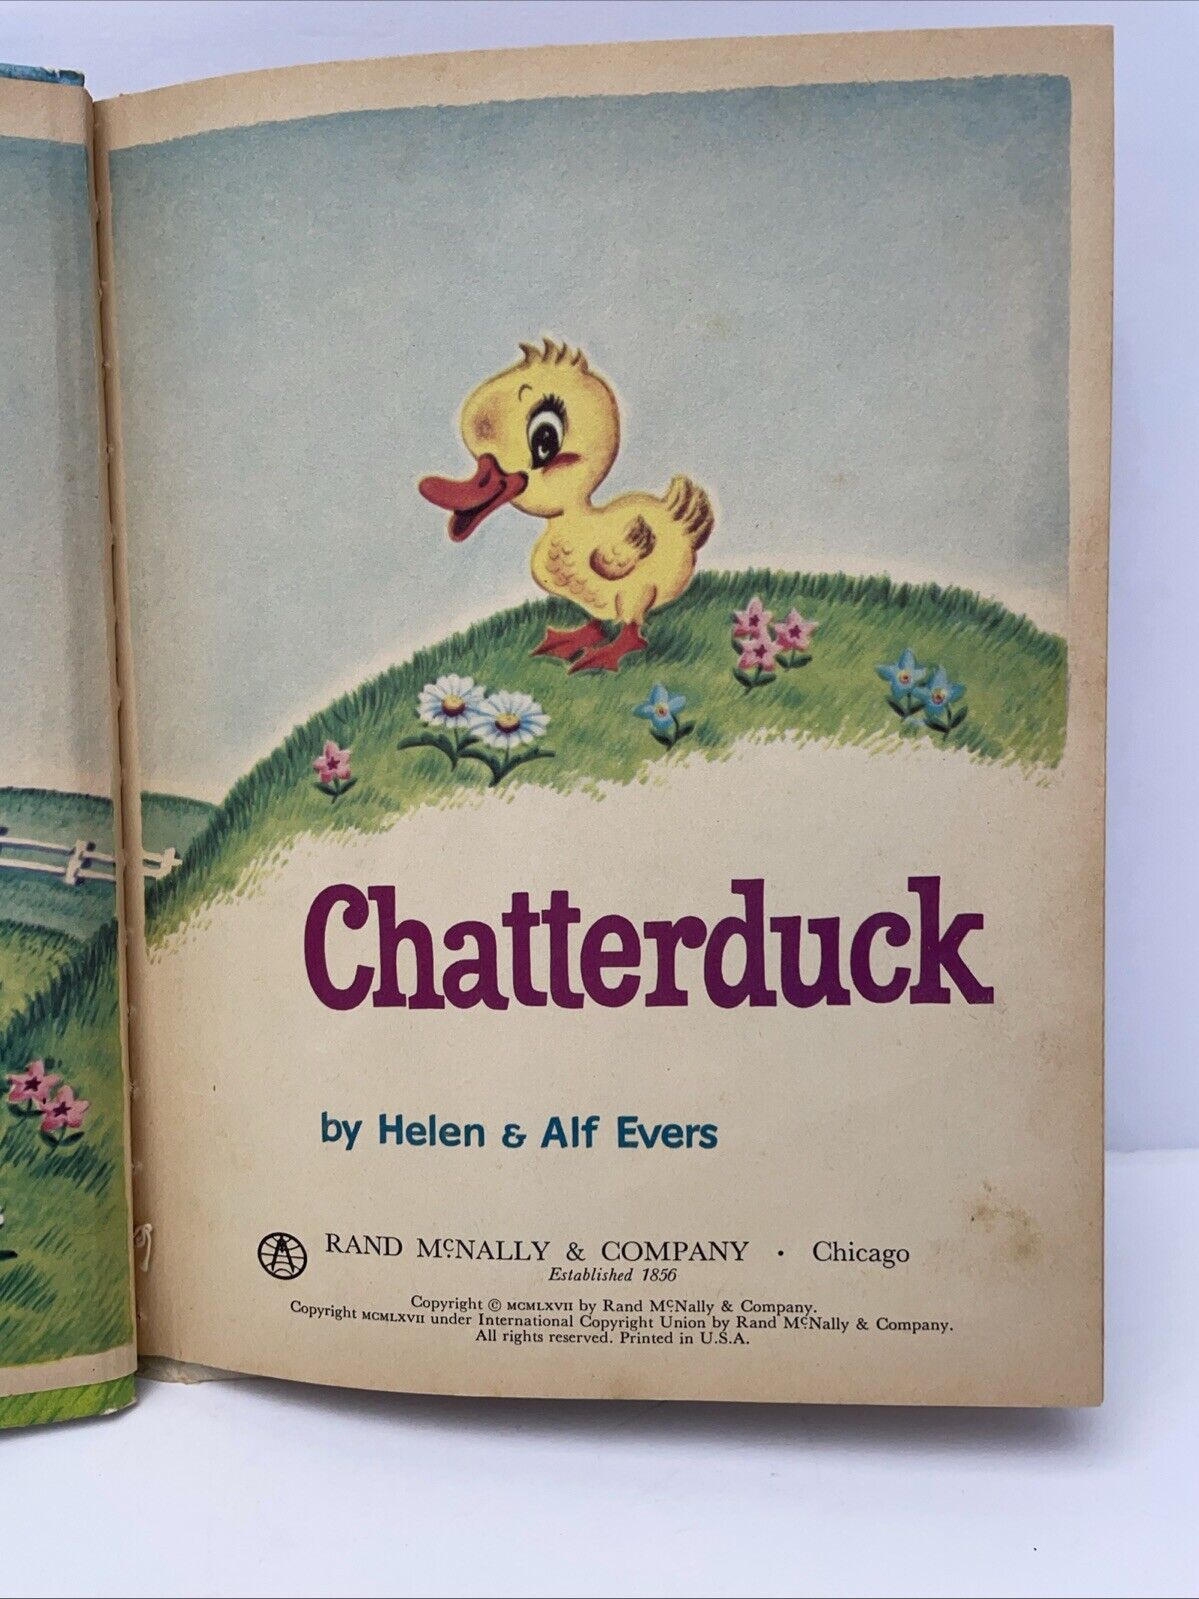 Chatterduck
by Helen & Alf Evers
RAND McNALLY & COMPANY • Chicago
Established 1856
Copyright © MCMLXVII by Rand McNally & Company.
Copyright MCMLXVII under International Copyright Union by Rand McNally & Company.
All rights reserved. Printed in U.S.A.